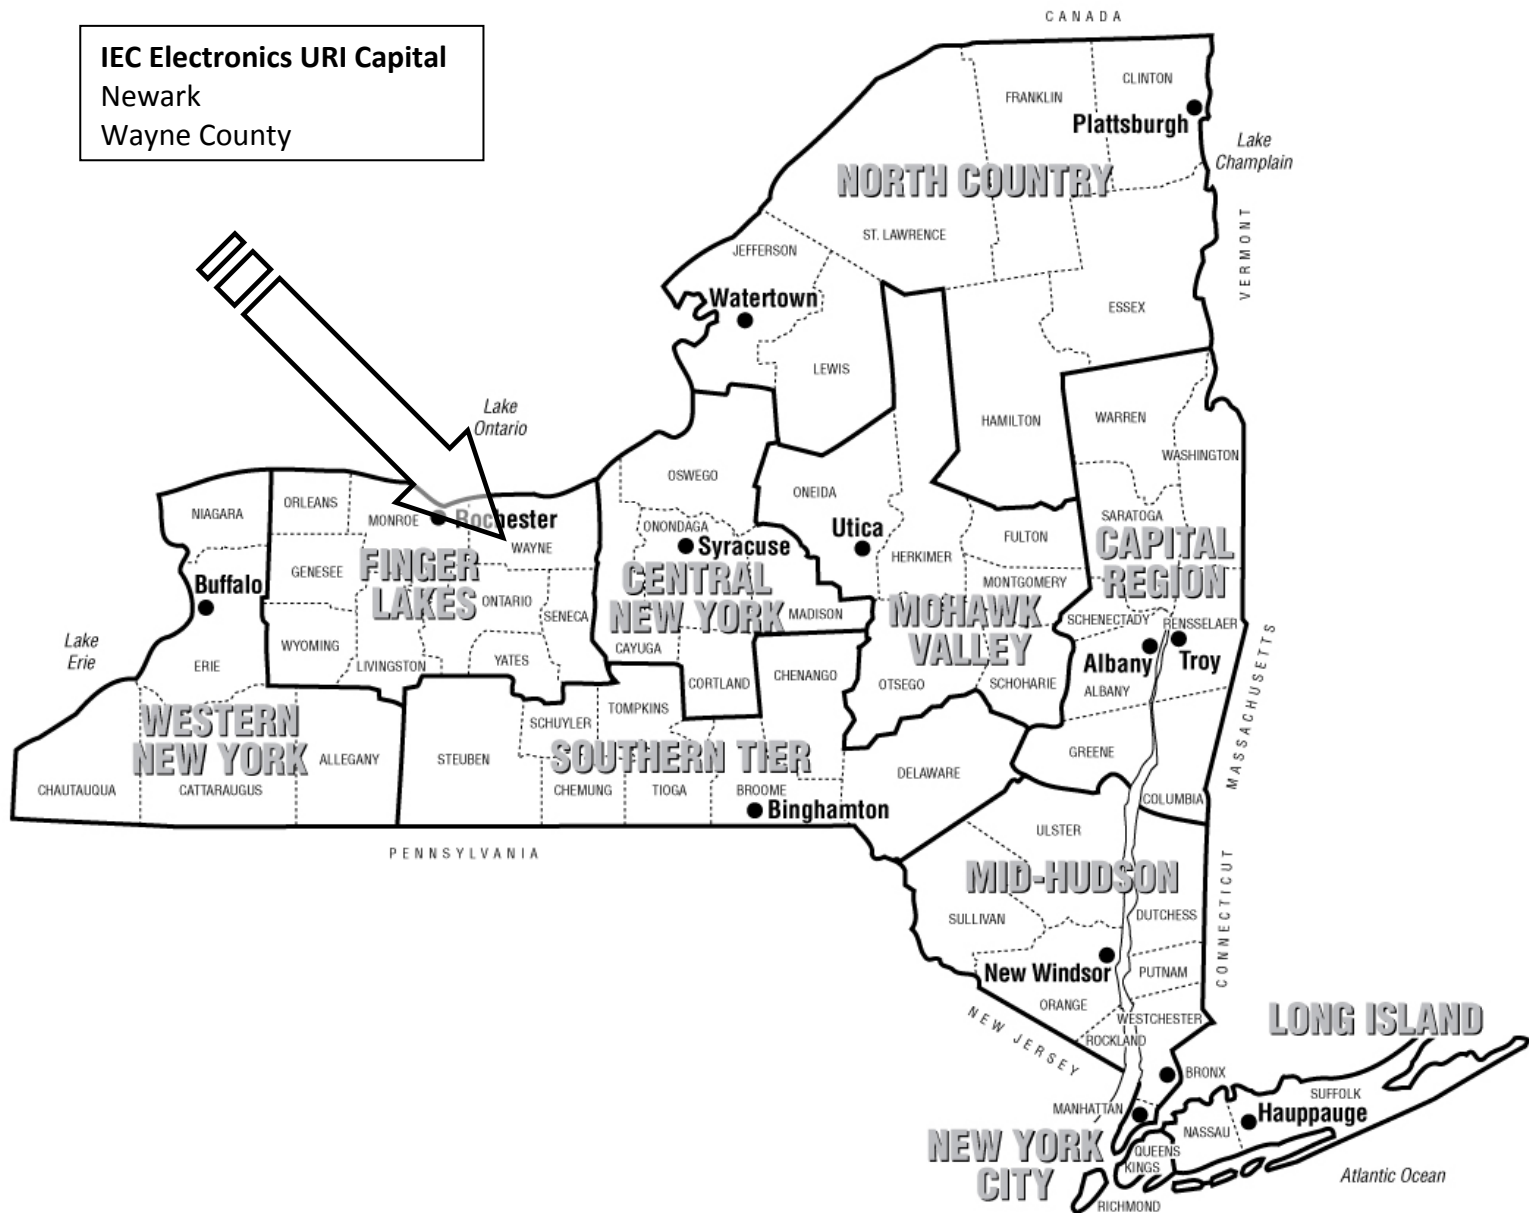 IEC Electronics URI Capital
Newark
Wayne County
CANADA
CLINTON
FRANKLIN
Plattsburgh
Lake
Champlain
NORTH COUNTRY
VERMONT
ST. LAWRENCE
JEFFERSON
Watertown
ESSEX
LEWIS
HAMILTON
WARREN
WASHINGTON
Lake
Ontario
OSWEGO
ONEIDA
NIAGARA
ORLEANS
MONROE
Rochester
WAYNE
ONONDAGA
Syracuse
Utica
HERKIMER
FULTON
SARATOGA
CAPITAL
REGION
GENESEE
FINGER
LAKES
ONTARIO
SENECA
CENTRAL
NEW YORK
MADISON
MONTGOMERY
MOHAWK
VALLEY
SCHENECTADY
RENSSELAER
Buffalo
Lake
Erie
ERIE
WYOMING
LIVINGSTON
YATES
CAYUGA
CORTLAND
CHENANGO
OTSEGO
SCHOHARIE
Albany
ALBANY
Troy
MASSACHUSETTS
WESTERN
NEW YORK
ALLEGANY
STEUBEN
SCHUYLER
TOMPKINS
SOUTHERN TIER
CHEMUNG
TIOGA
BROOME
Binghamton
DELAWARE
GREENE
COLUMBIA
CHAUTAUQUA
CATTARAUGUS
PENNSYLVANIA
ULSTER
MID-HUDSON
SULLIVAN
DUTCHESS
CONNECTICUT
New Windsor
PUTNAM
ORANGE
WESTCHESTER
ROCKLAND
NEW JERSEY
LONG ISLAND
BRONX
MANHATTAN
SUFFOLK
Hauppauge
NASSAU
NEW YORK
CITY
QUEENS
KINGS
RICHMOND
Atlantic Ocean